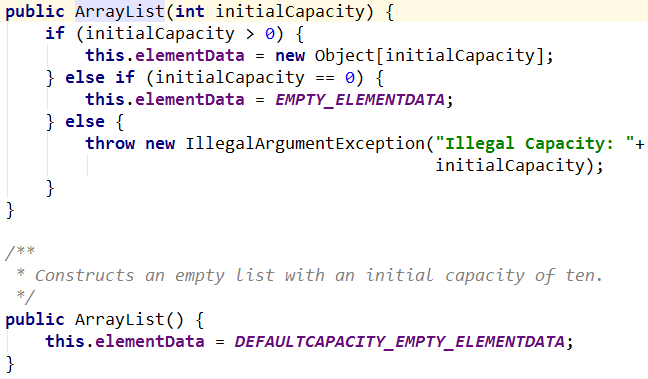 public ArrayList(int initialCapacity) {
    if (initialCapacity > 0) {
        this.elementData = new Object[initialCapacity];
    } else if (initialCapacity == 0) {
        this.elementData = EMPTY_ELEMENTDATA;
    } else {
        throw new IllegalArgumentException("Illegal Capacity: "+
                                           initialCapacity);
    }
}

/**
 * Constructs an empty list with an initial capacity of ten.
 */
public ArrayList() {
    this.elementData = DEFAULTCAPACITY_EMPTY_ELEMENTDATA;
}